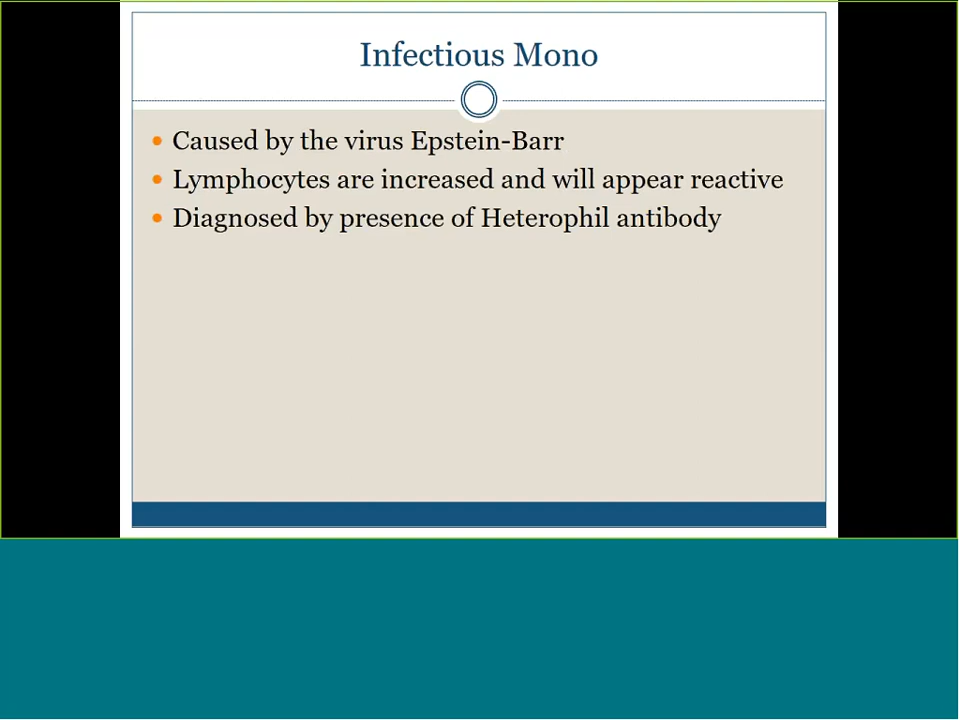 Infectious Mono
Caused by the virus Epstein-Barr
Lymphocytes are increased and will appear reactive
Diagnosed by presence of Heterophil antibody